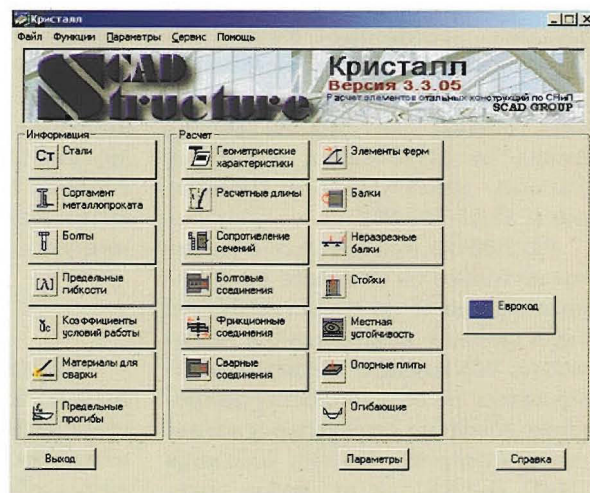 Кристалл
Файл Функции Параметры Сервис Помощь
SCAD
Structure
Кристалл
Версия 3.3.05
Расчет элементов стальных конструкций по СНиП
SCAD GROUP
Информация
Ст Стали
Сортамент
металлопроката
Болты
[λ] Предельные
гибкости
γc Коэффициенты
условий работы
Материалы для
сварки
Предельные
прогибы
Расчет
Геометрические
характеристики
Расчетные длины
Сопротивление
сечений
Болтовые
соединения
Фрикционные
соединения
Сварные
соединения
Элементы ферм
Балки
Неразрезные
балки
Стойки
Местная
устойчивость
Опорные плиты
Огибающие
Еврокод
Выход
Параметры
Справка